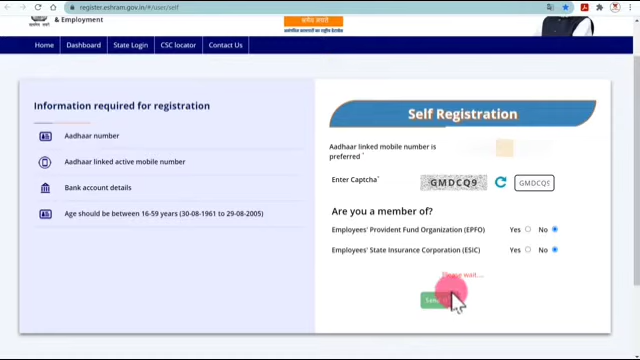 register.eshram.gov.in/#/user/self
& Employment
Home Dashboard State Login CSC locator Contact Us
Information required for registration
Aadhaar number
Aadhaar linked active mobile number
Bank account details
Age should be between 16-59 years (30-08-1961 to 29-08-2005)
Self Registration
Aadhaar linked mobile number is
preferred *
Enter Captcha*
GMDCQ9 GMDCQ9
Are you a member of?
Employees' Provident Fund Organization (EPFO) Yes No
Employees' State Insurance Corporation (ESIC) Yes No
Please wait....